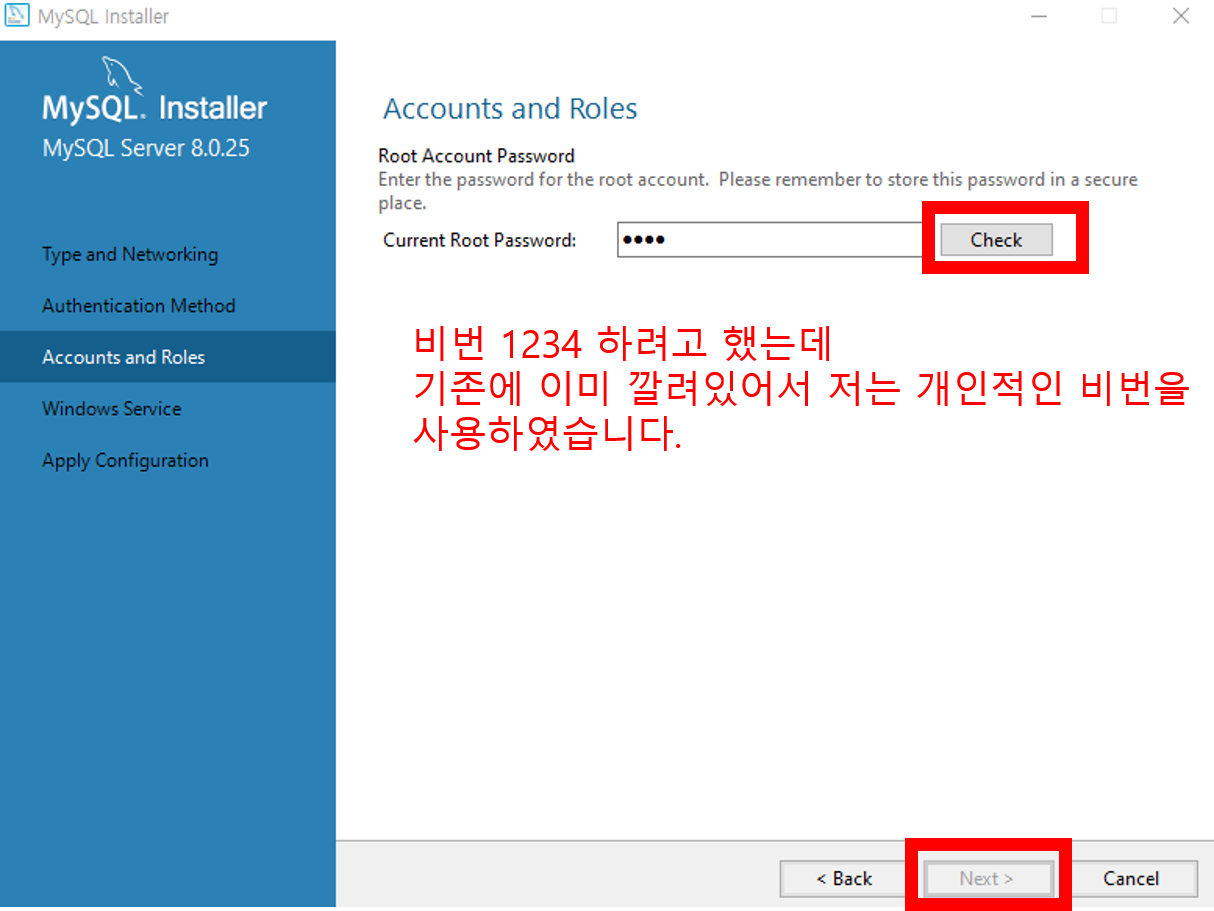 MySQL Installer
MySQL. Installer
MySQL Server 8.0.25
Type and Networking
Authentication Method
Accounts and Roles
Windows Service
Apply Configuration
Accounts and Roles
Root Account Password
Enter the password for the root account.  Please remember to store this password in a secure
place.
Current Root Password:
●●●●
Check
비번 1234 하려고 했는데
기존에 이미 깔려있어서 저는 개인적인 비번을
사용하였습니다.
< Back
Next >
Cancel